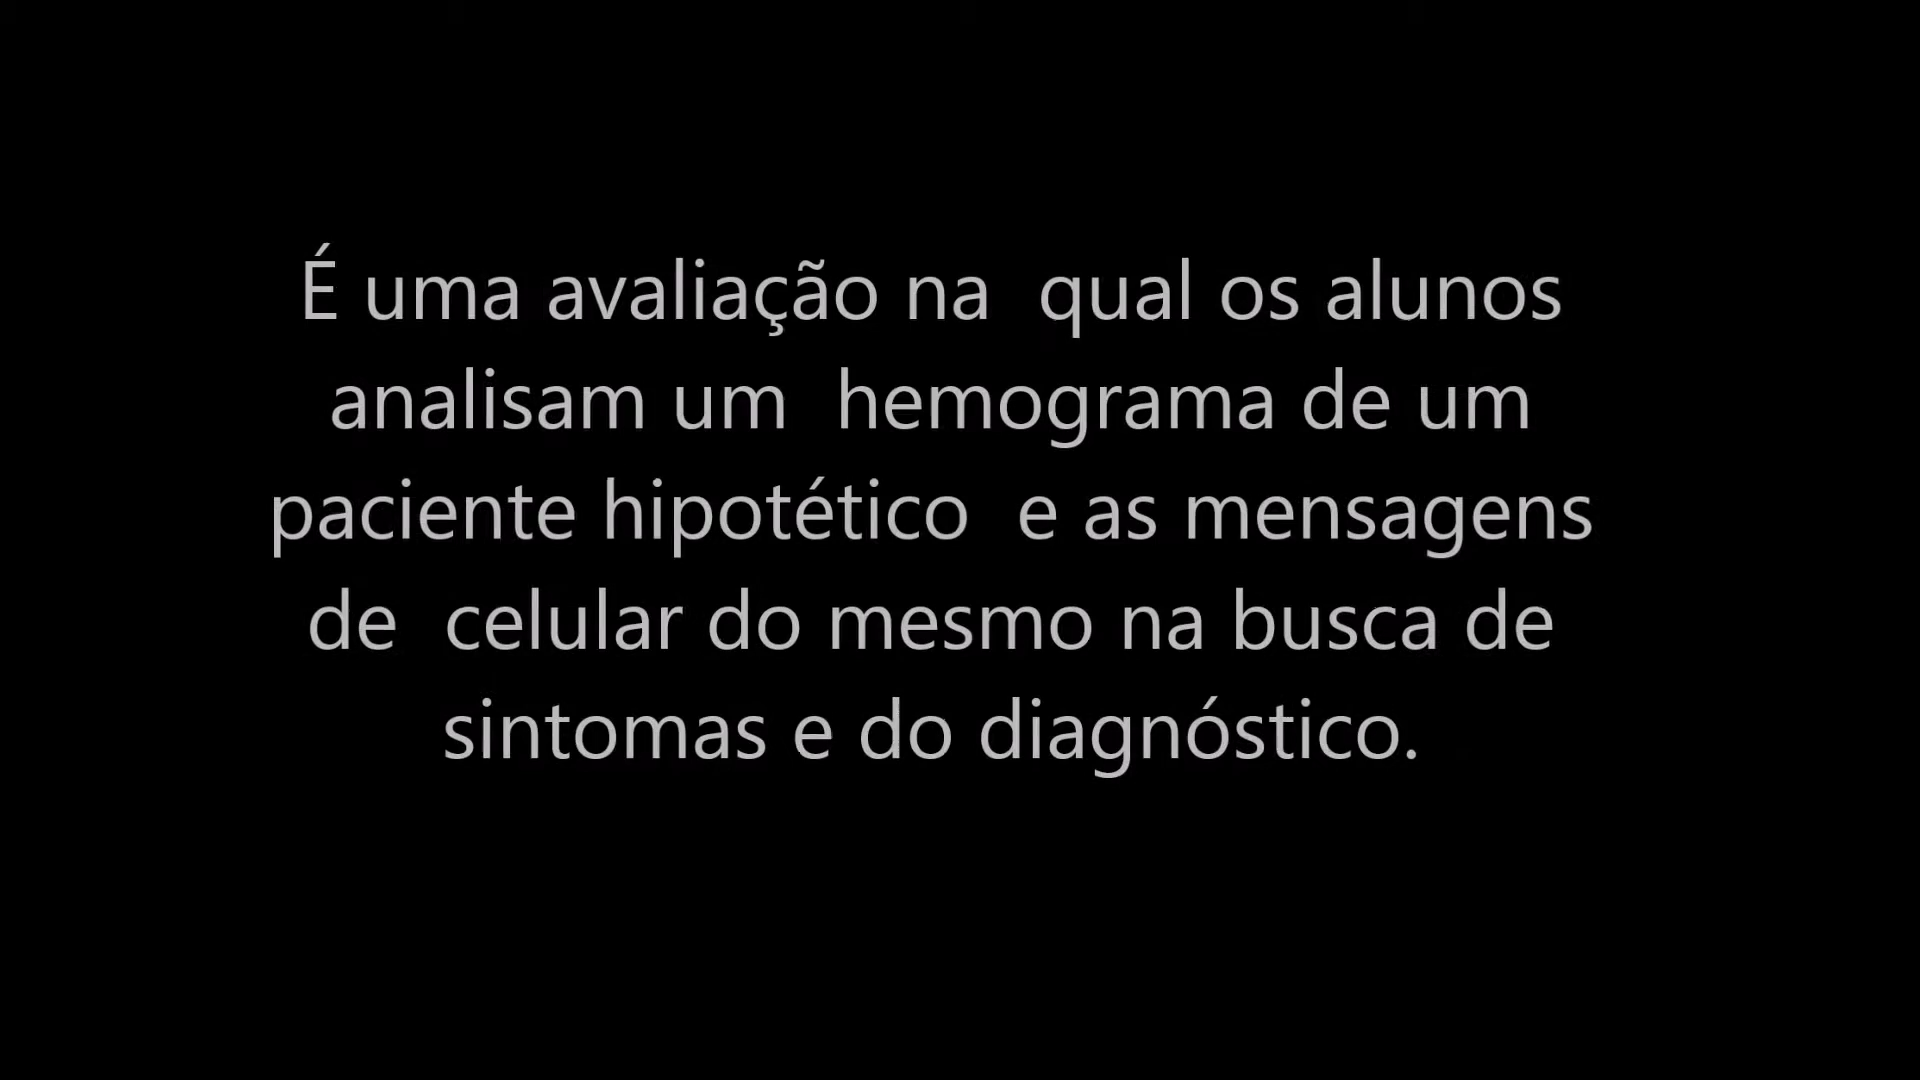 É uma avaliação na  qual os alunos
analisam um  hemograma de um
paciente hipotético  e as mensagens
de  celular do mesmo na busca de
sintomas e do diagnóstico.